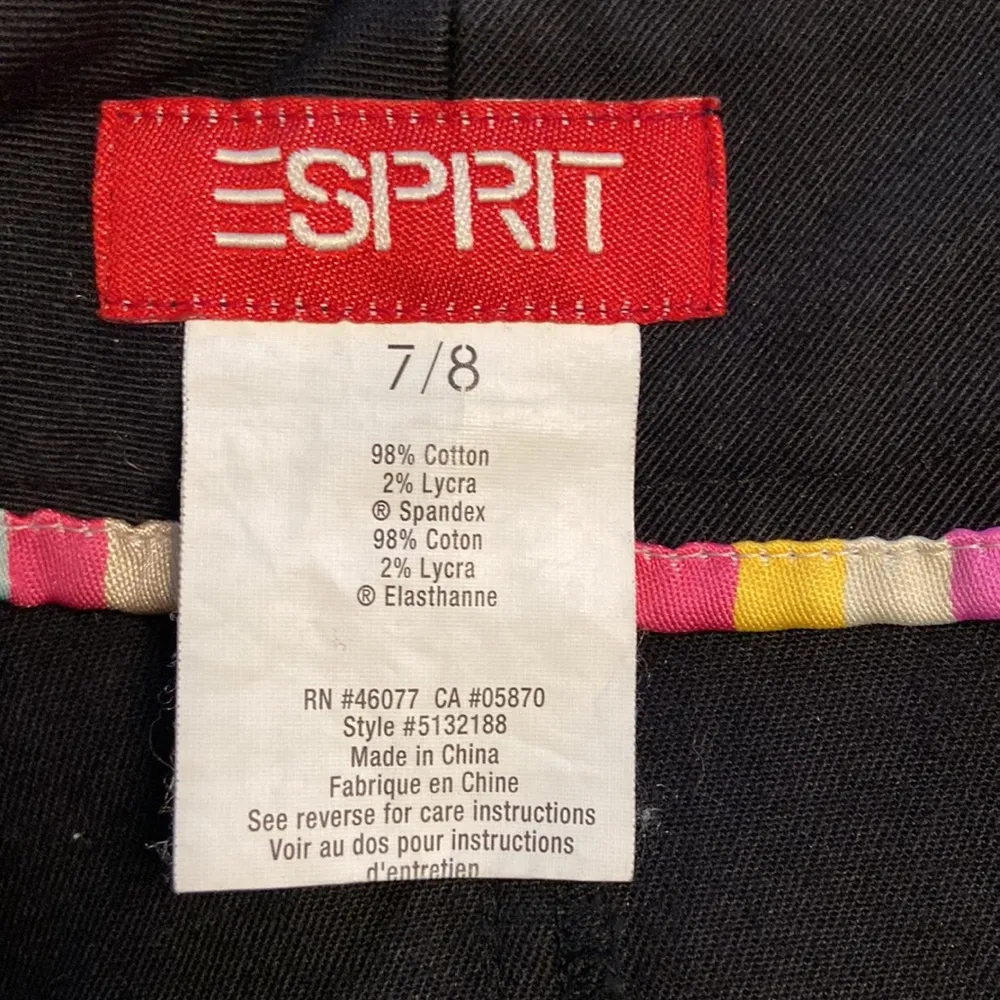 ESPRIT
7/8
98% Cotton
2% Lycra
® Spandex
98% Coton
2% Lycra
® Elasthanne
RN #46077 CA #05870
Style #5132188
Made in China
Fabrique en Chine
See reverse for care instructions
Voir au dos pour instructions
d'entretien